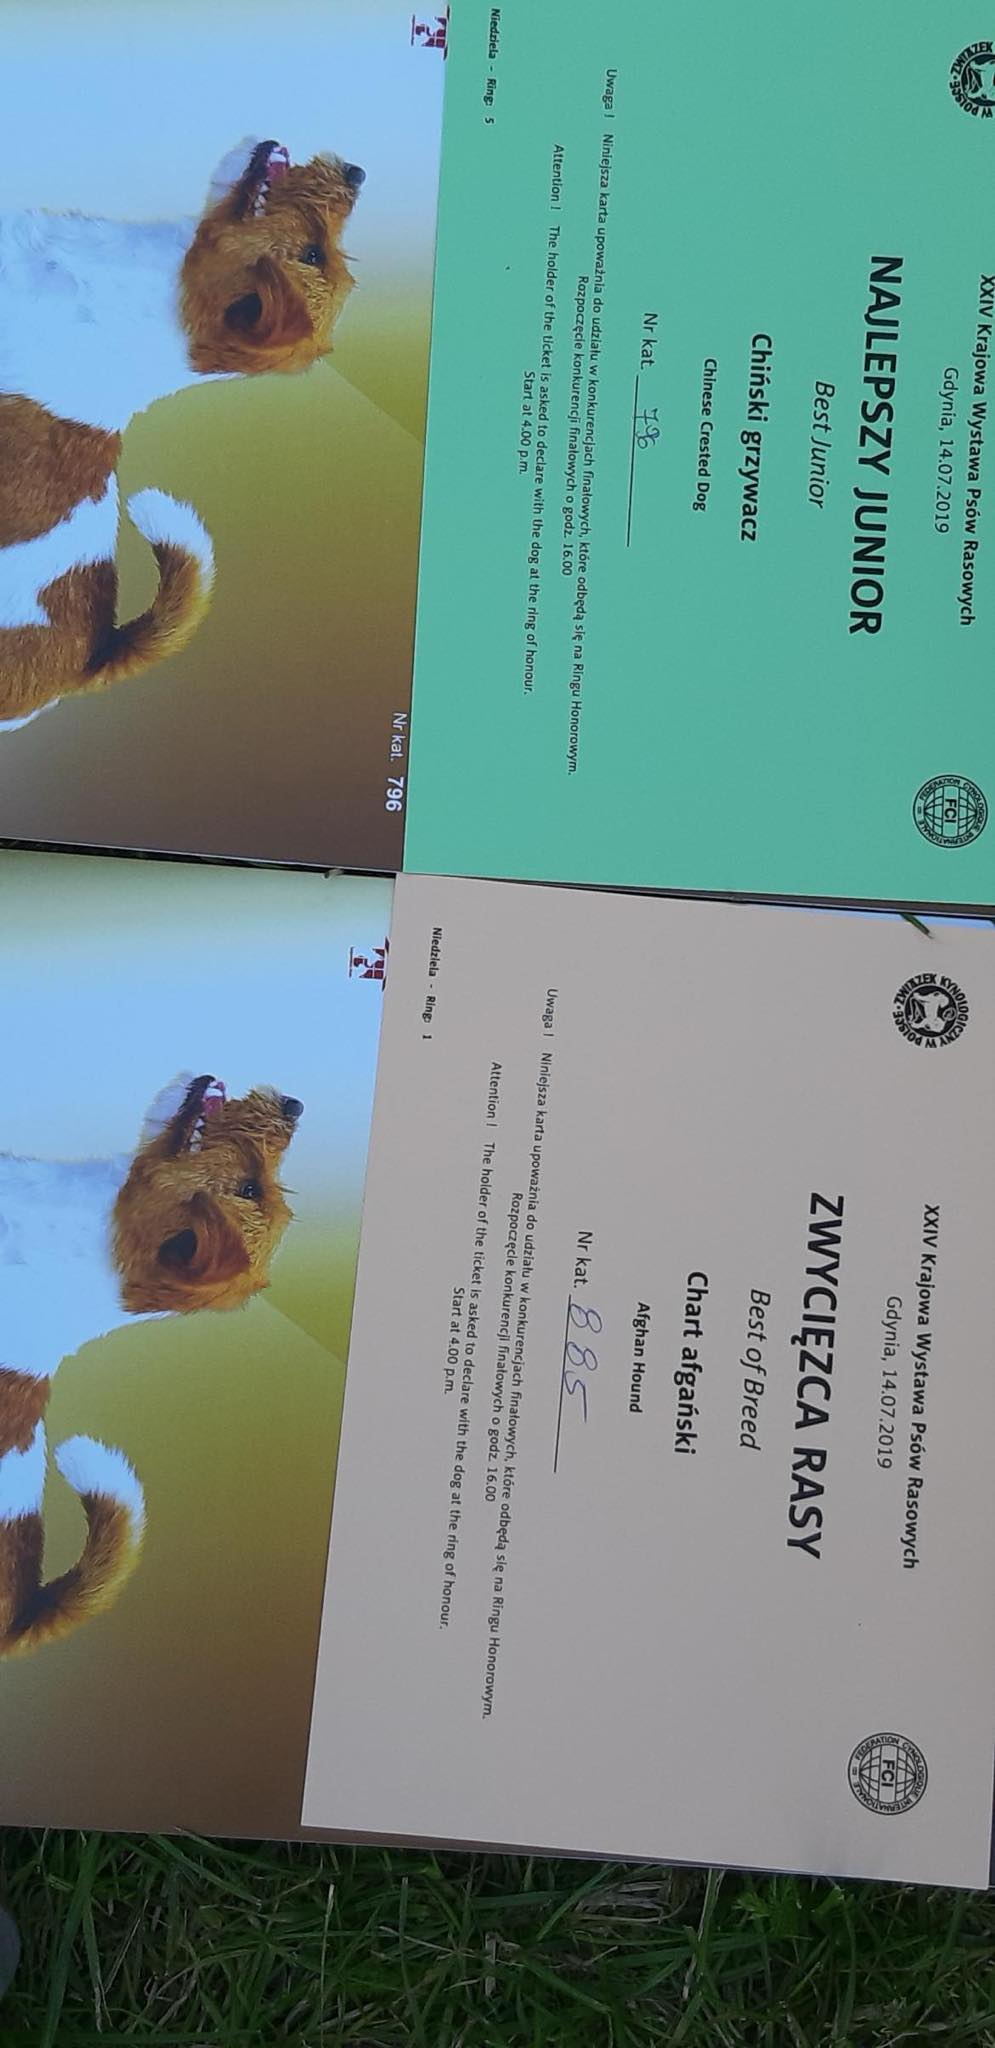 XXIV Krajowa Wystawa Psów Rasowych
Gdynia, 14.07.2019
NAJLEPSZY JUNIOR
Best Junior
Chiński grzywacz
Chinese Crested Dog
Nr kat. 796
Uwaga ! Niniejsza karta upoważnia do udziału w konkurencjach finałowych, które odbędą się na Ringu Honorowym.
Rozpoczęcie konkurencji finałowych o godz. 16.00
Attention ! The holder of the ticket is asked to declare with the dog at the ring of honour.
Start at 4.00 p.m.
Niedziela - Ring: 5
FEDERATION CYNOLOGIQUE INTERNATIONALE
FCI
Nr kat. 796
ZWIĄZEK KYNOLOGICZNY W POLSCE
XXIV Krajowa Wystawa Psów Rasowych
Gdynia, 14.07.2019
ZWYCIĘZCA RASY
Best of Breed
Chart afgański
Afghan Hound
Nr kat. 885
Uwaga ! Niniejsza karta upoważnia do udziału w konkurencjach finałowych, które odbędą się na Ringu Honorowym.
Rozpoczęcie konkurencji finałowych o godz. 16.00
Attention ! The holder of the ticket is asked to declare with the dog at the ring of honour.
Start at 4.00 p.m.
Niedziela - Ring: 1
FEDERATION CYNOLOGIQUE INTERNATIONALE
FCI